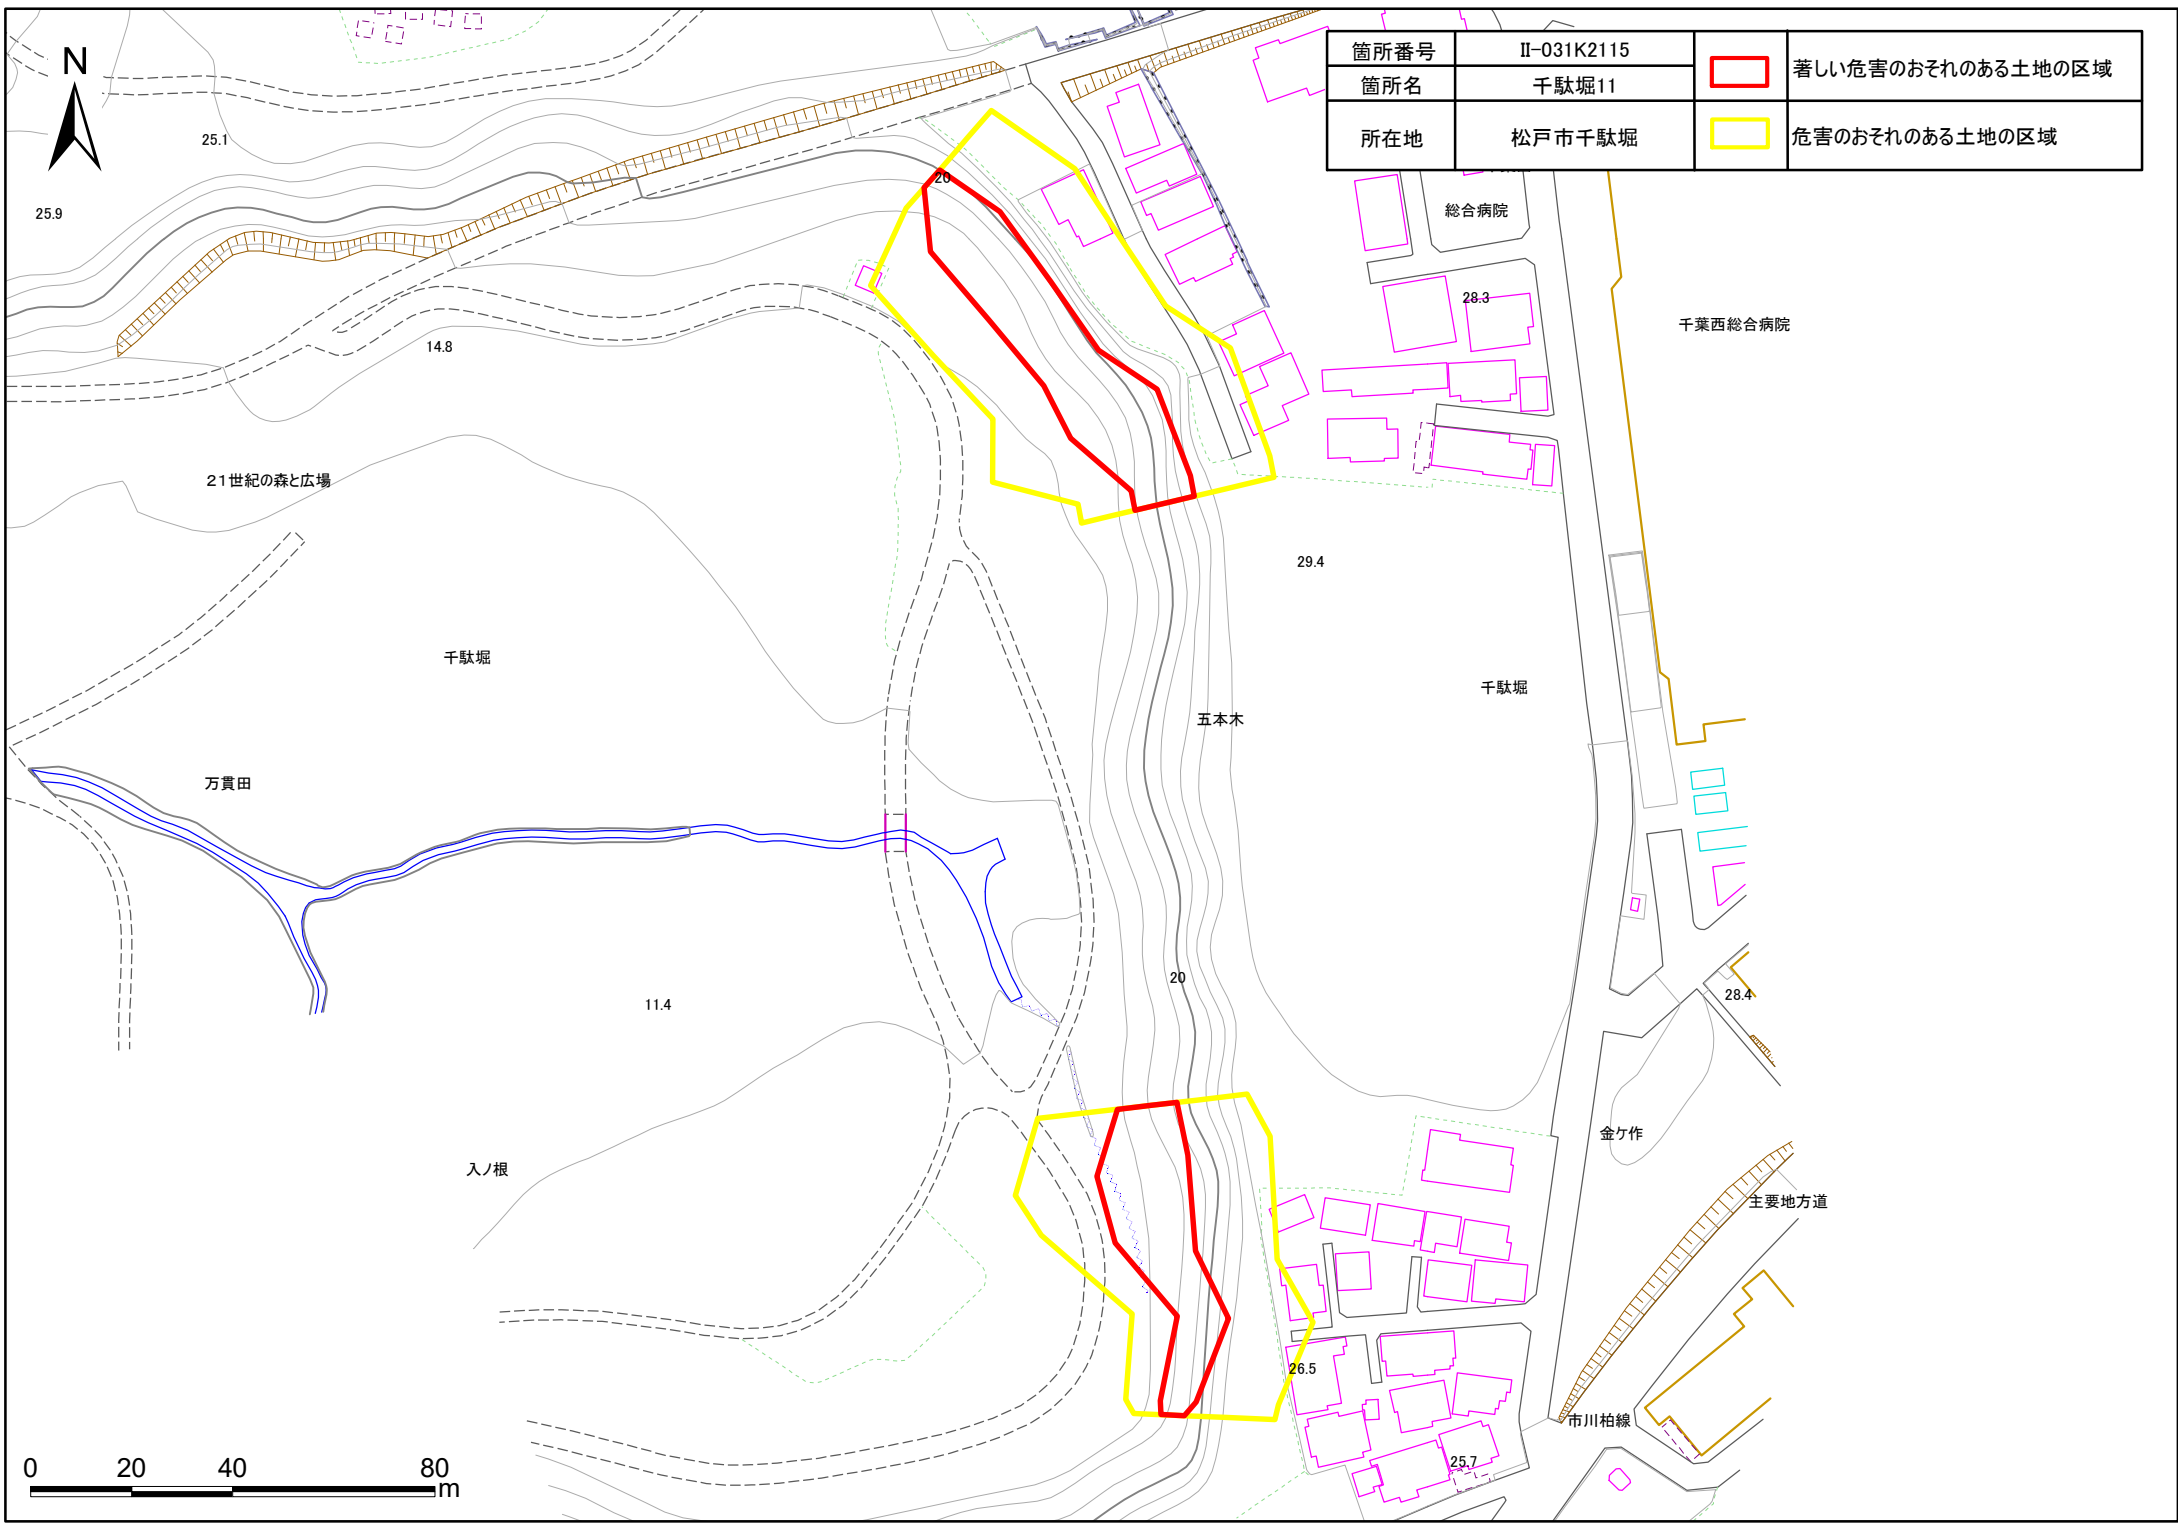 N
箇所番号 II-031K2115
箇所名 千駄堀11
所在地 松戸市千駄堀
著しい危害のおそれのある土地の区域
危害のおそれのある土地の区域
25.1
25.9
20
総合病院
28.3
千葉西総合病院
14.8
21世紀の森と広場
29.4
千駄堀
千駄堀
五本木
万貫田
20
11.4
28.4
金ケ作
入ノ根
主要地方道
26.5
市川柏線
25.7
0 20 40 80
m